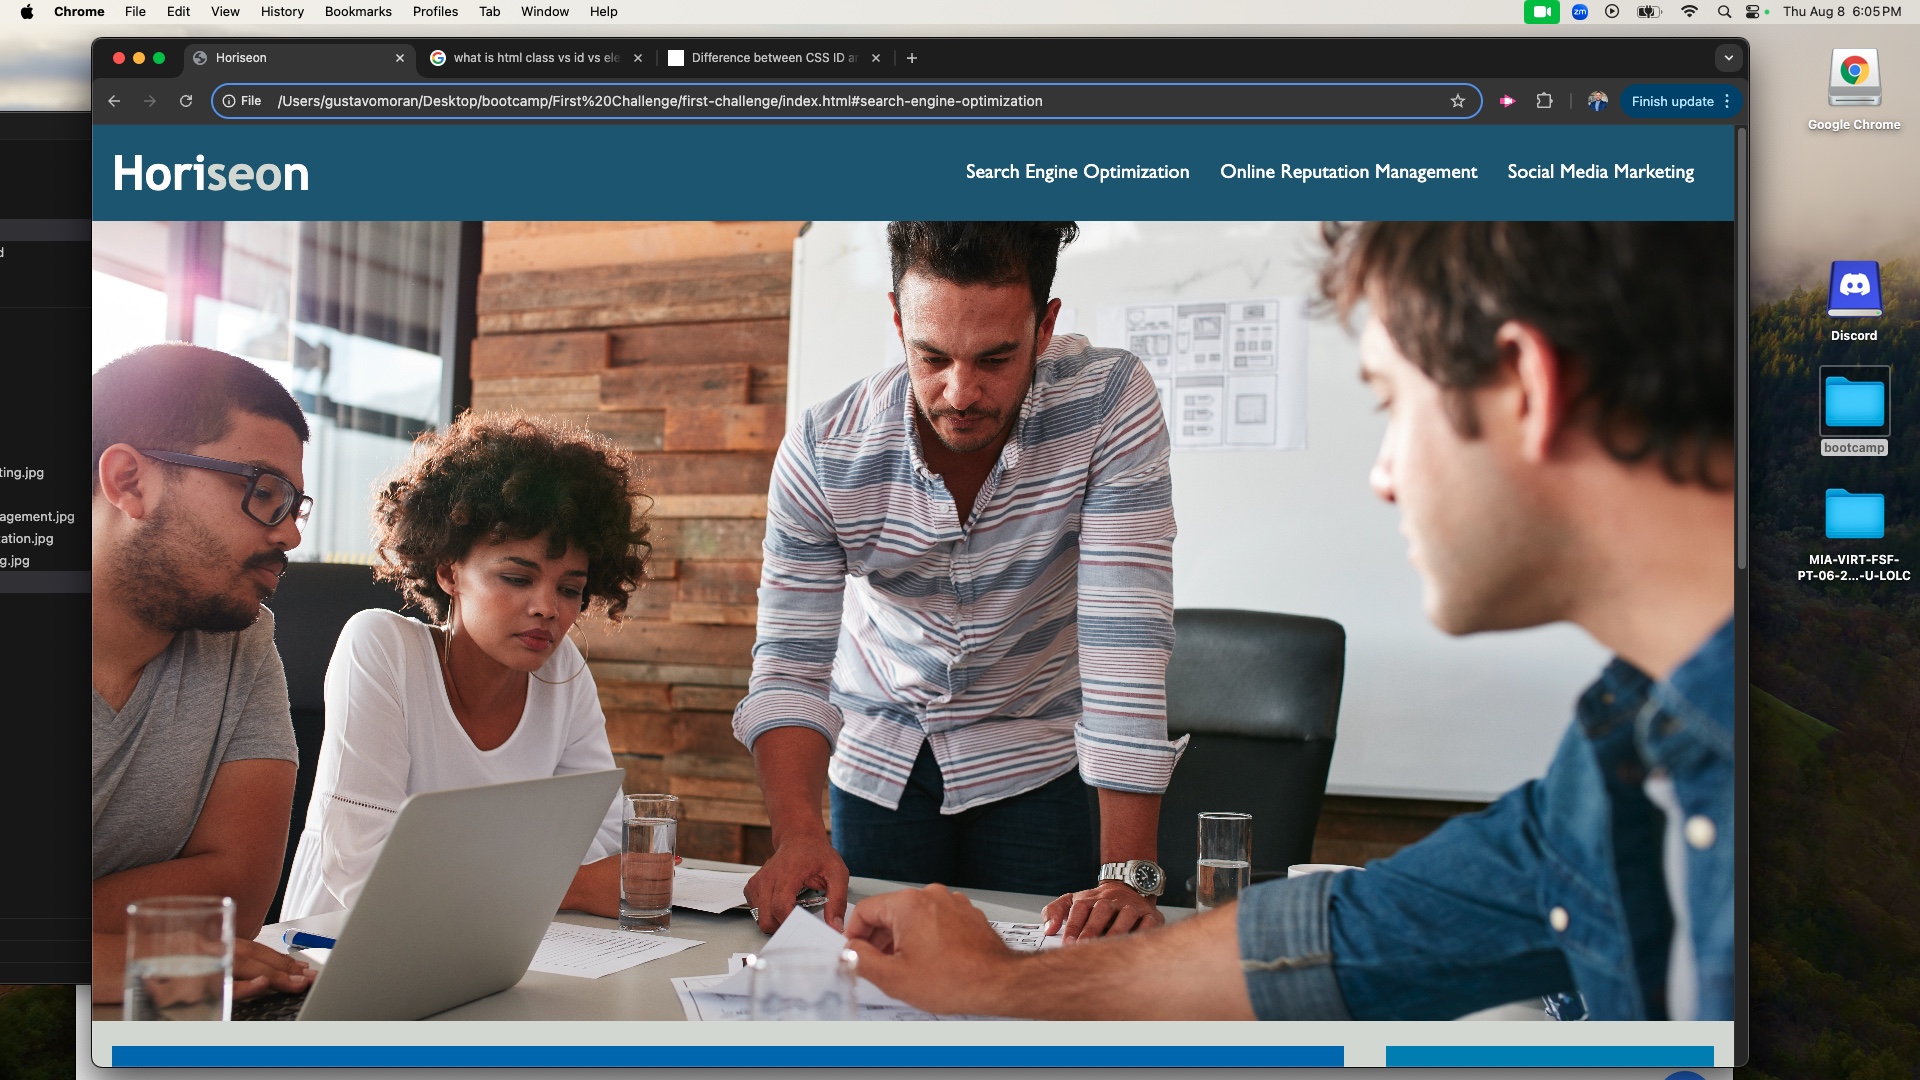 Chrome File Edit View History Bookmarks Profiles Tab Window Help
zm
Thu Aug 8 6:05 PM
Horiseon
what is html class vs id vs ele
Difference between CSS ID ar
File
/Users/gustavomoran/Desktop/bootcamp/First%20Challenge/first-challenge/index.html#search-engine-optimization
Finish update
Horiseon
Search Engine Optimization
Online Reputation Management
Social Media Marketing
d
ting.jpg
agement.jpg
ation.jpg
g.jpg
Google Chrome
Discord
bootcamp
MIA-VIRT-FSF-
PT-06-2...-U-LOLC